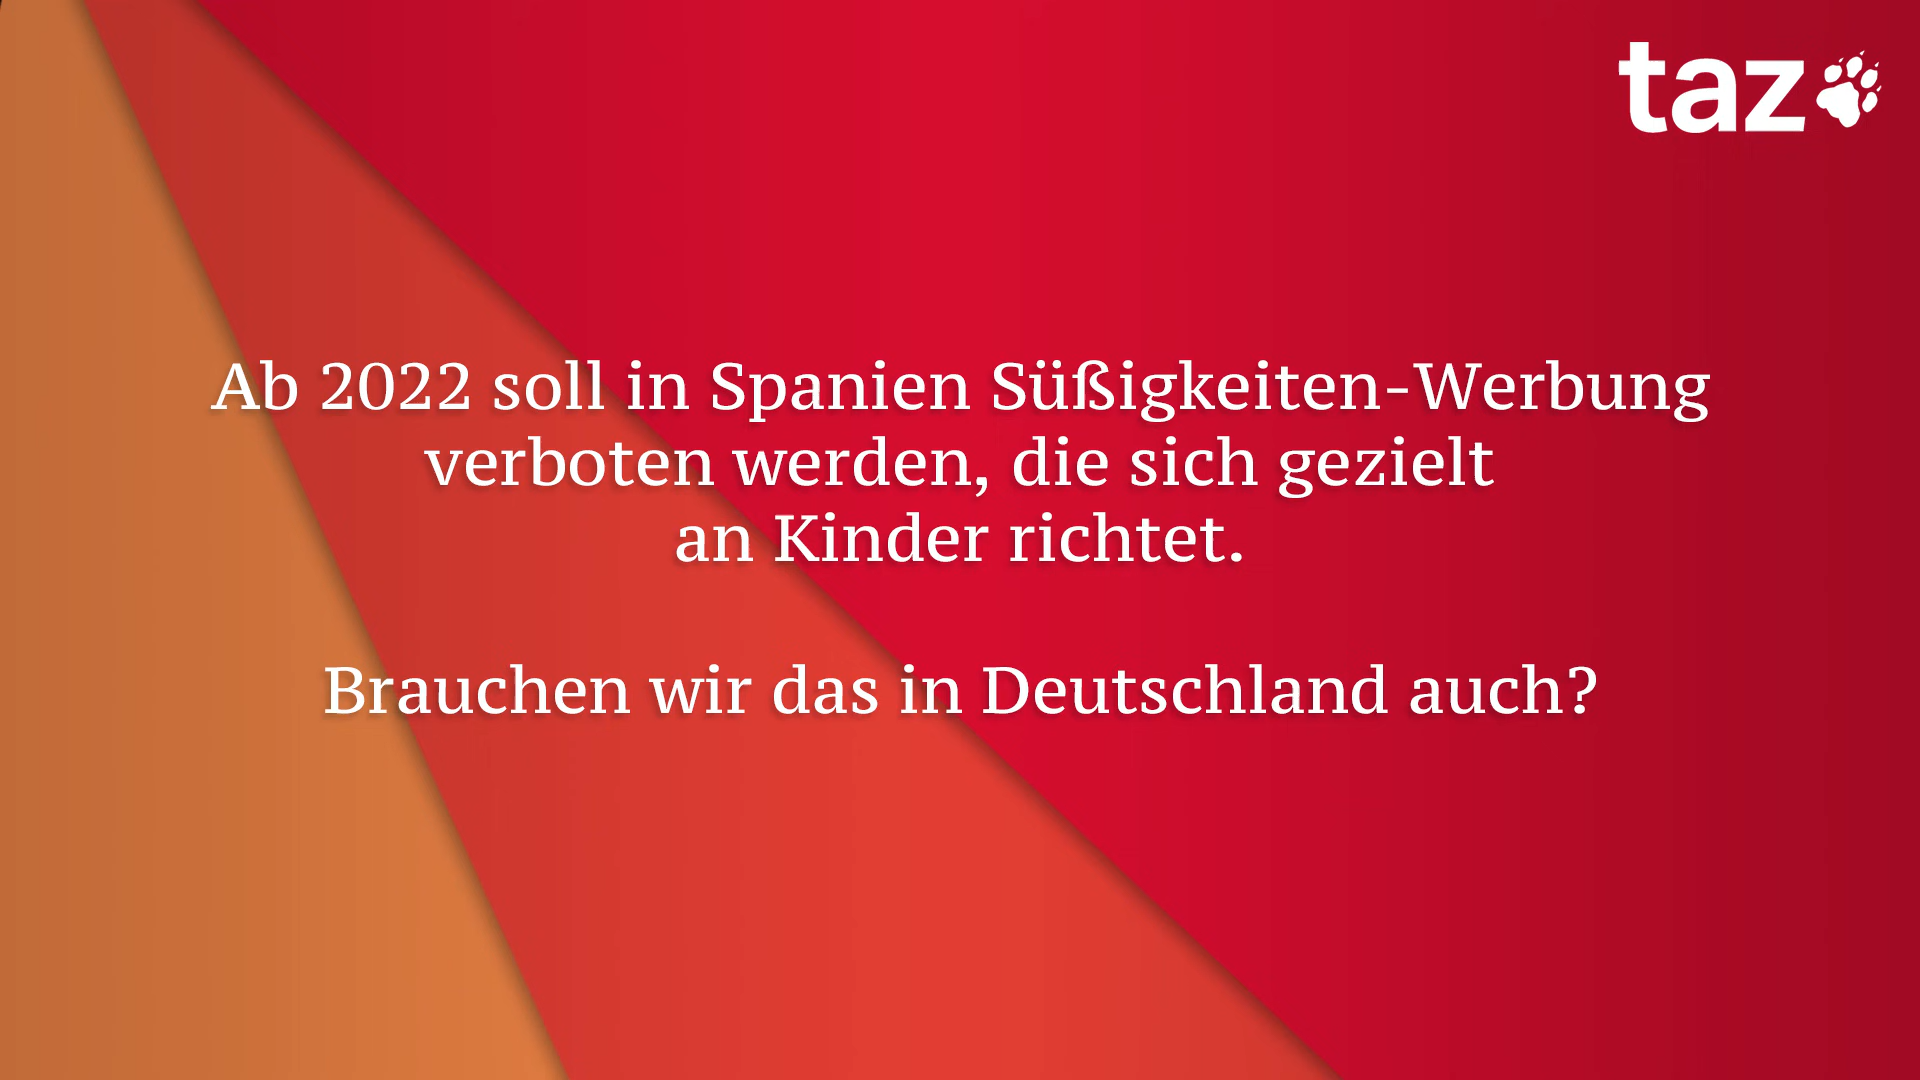 taz
Ab 2022 soll in Spanien Süßigkeiten-Werbung
verboten werden, die sich gezielt
an Kinder richtet.
Brauchen wir das in Deutschland auch?